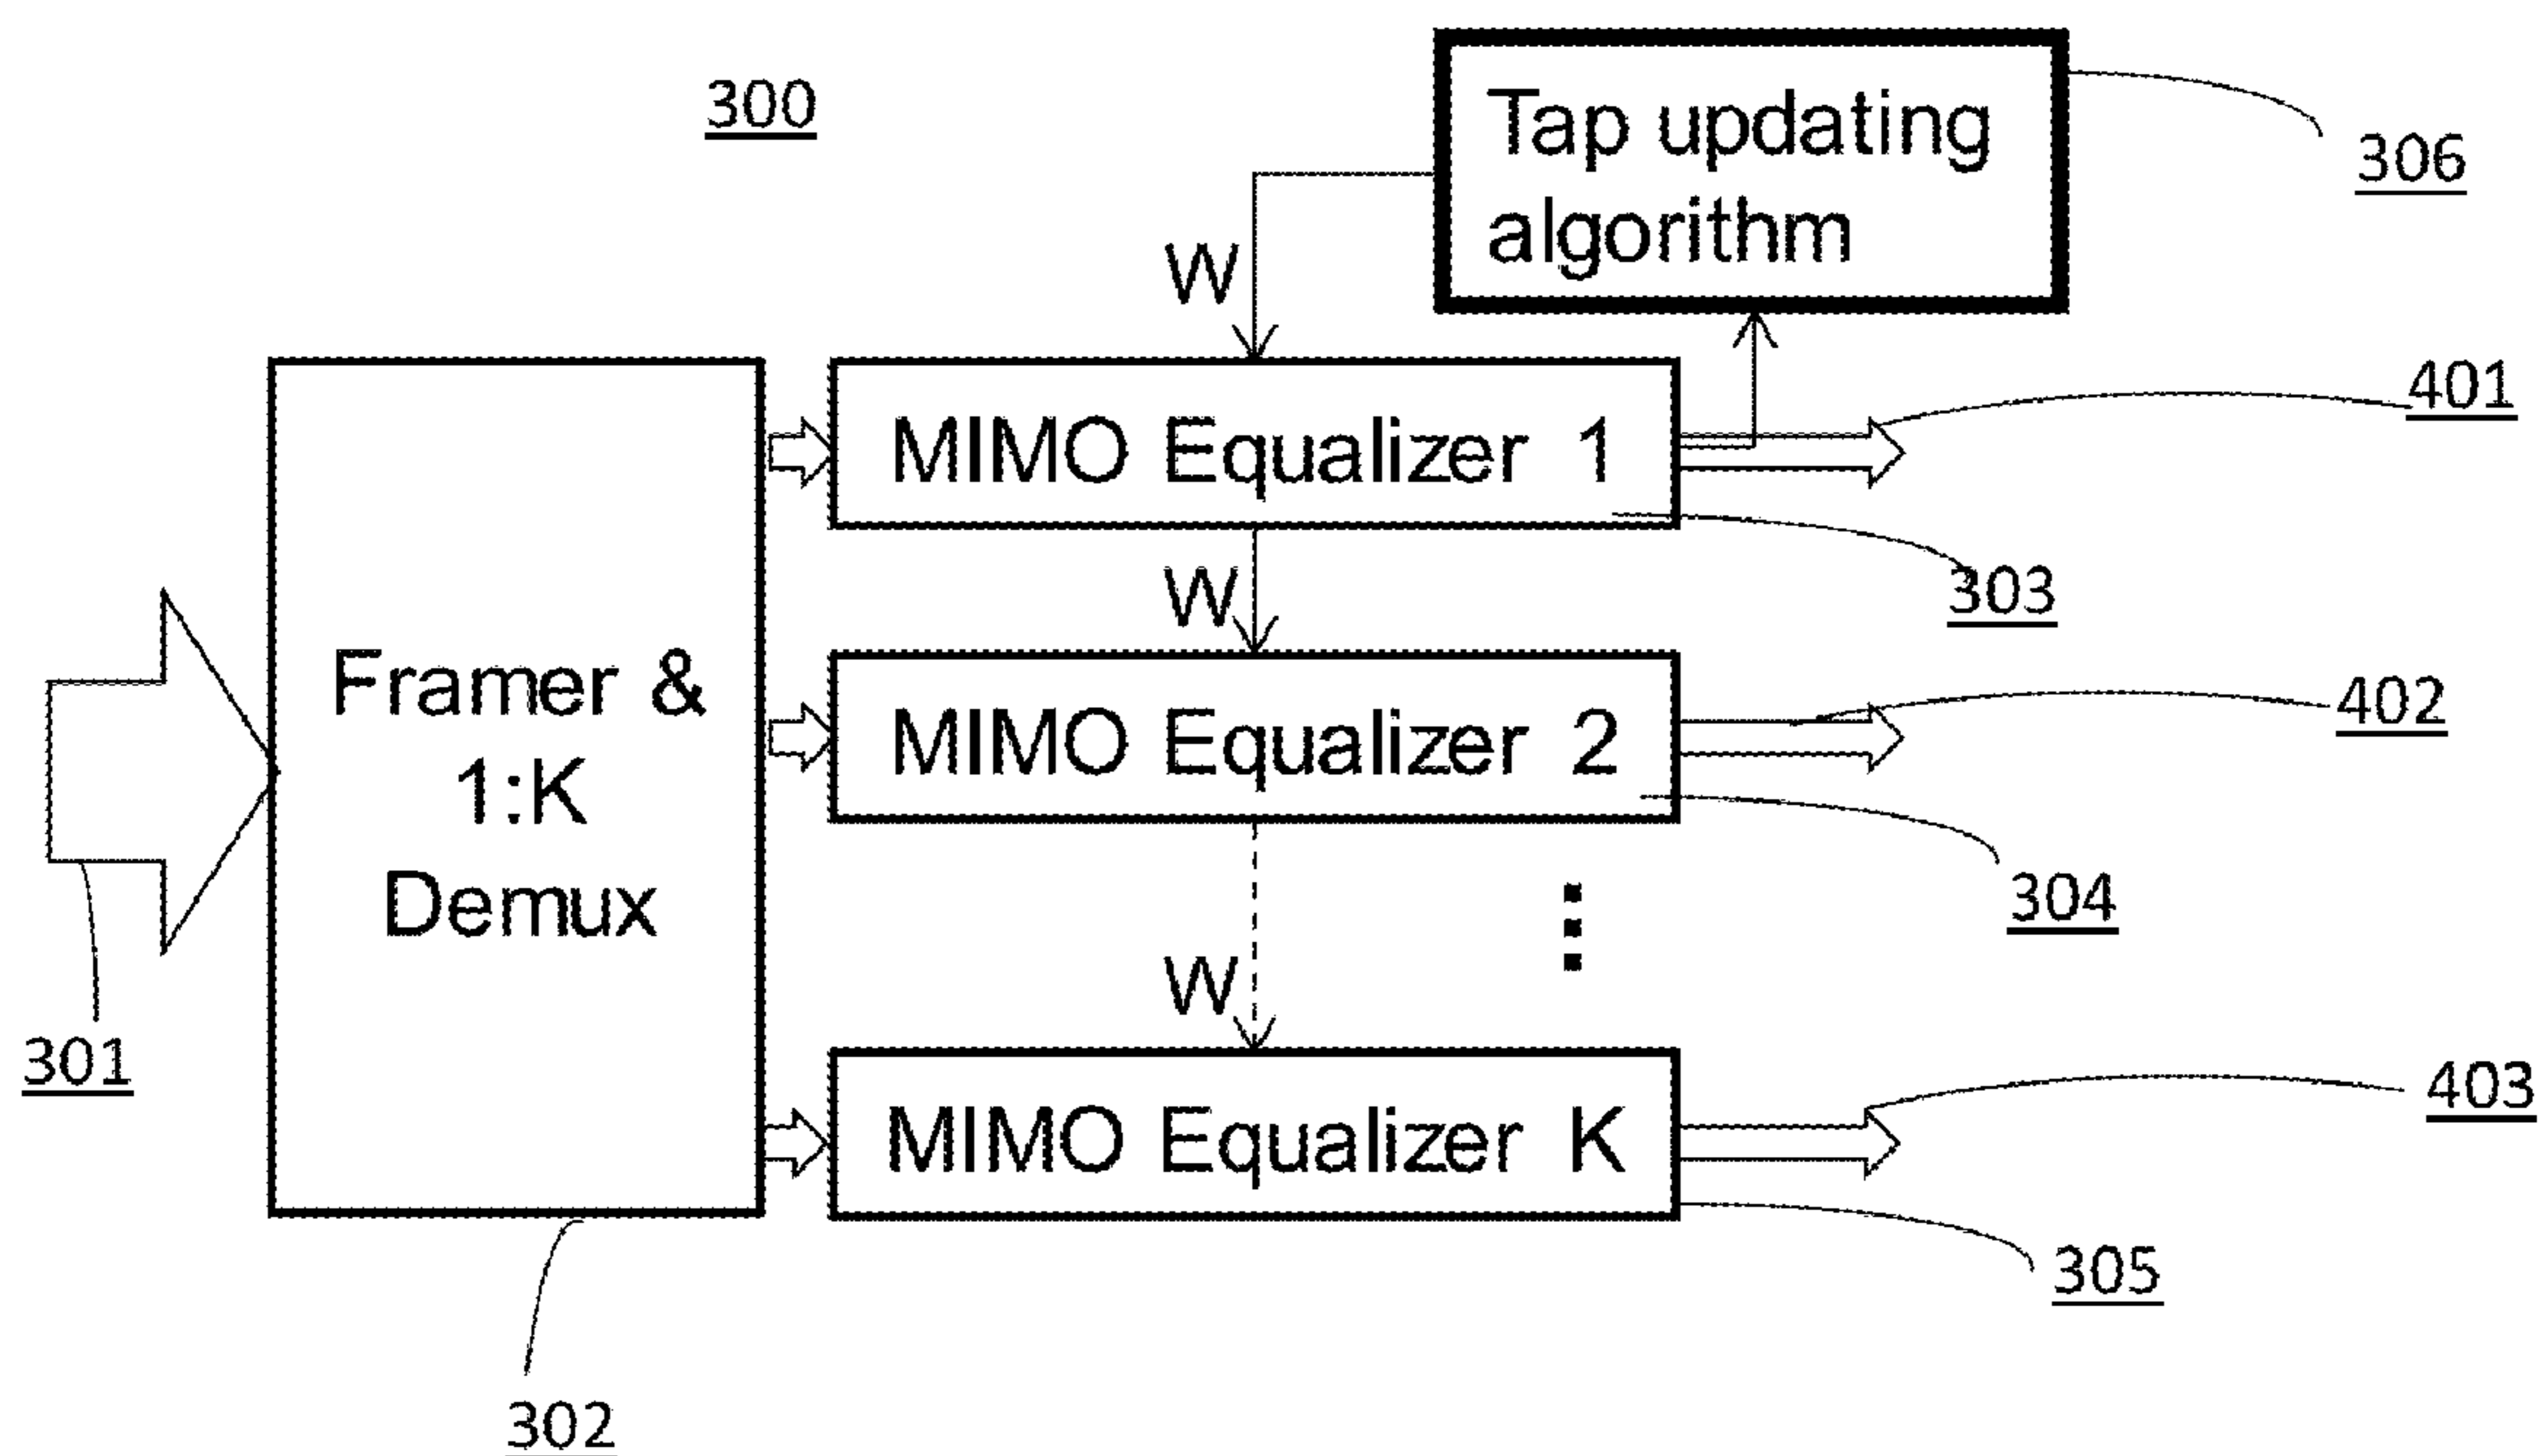 300
Tap updating
algorithm
306
W
MIMO Equalizer 1
401
W
303
Framer &
1:K
Demux
MIMO Equalizer 2
402
304
W
301
MIMO Equalizer K
403
305
302